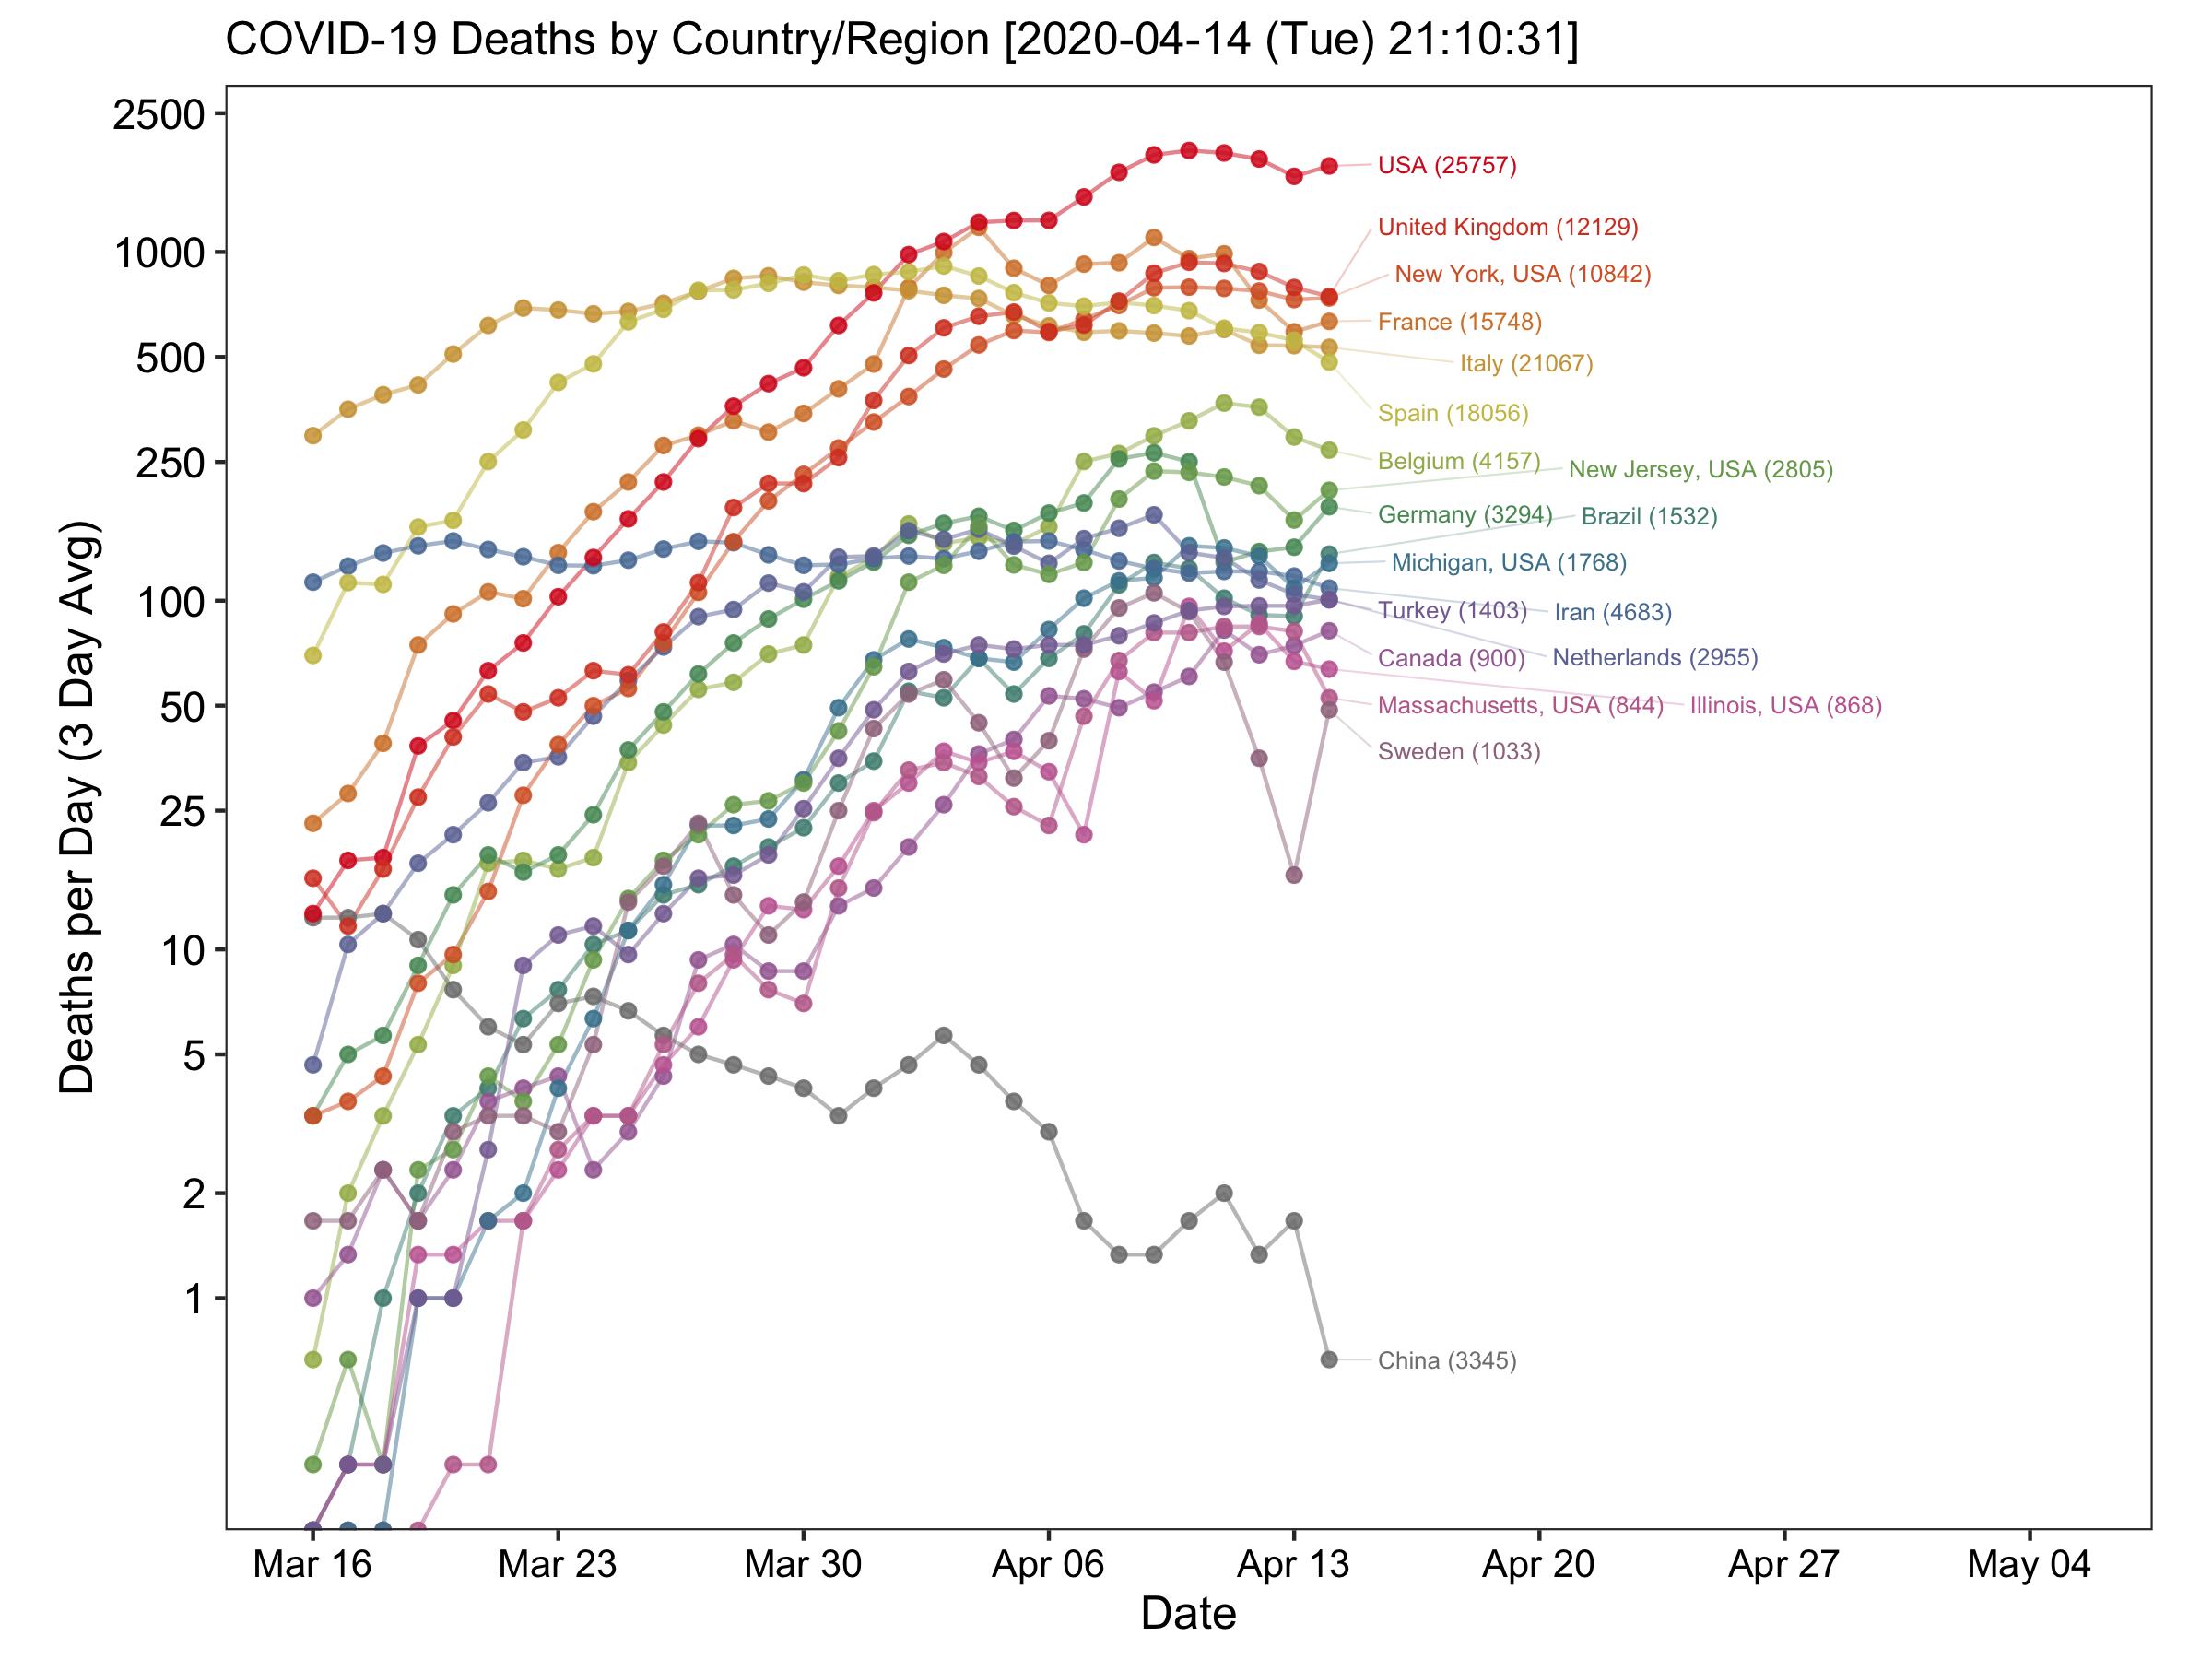 COVID-19 Deaths by Country/Region [2020-04-14 (Tue) 21:10:31]
Deaths per Day (3 Day Avg)
2500
1000
500
250
100
50
25
10
5
2
1
USA (25757)
United Kingdom (12129)
New York, USA (10842)
France (15748)
Italy (21067)
Spain (18056)
Belgium (4157)
New Jersey, USA (2805)
Germany (3294)
Brazil (1532)
Michigan, USA (1768)
Turkey (1403)
Iran (4683)
Canada (900)
Netherlands (2955)
Massachusetts, USA (844)
Illinois, USA (868)
Sweden (1033)
China (3345)
Mar 16
Mar 23
Mar 30
Apr 06
Apr 13
Apr 20
Apr 27
May 04
Date